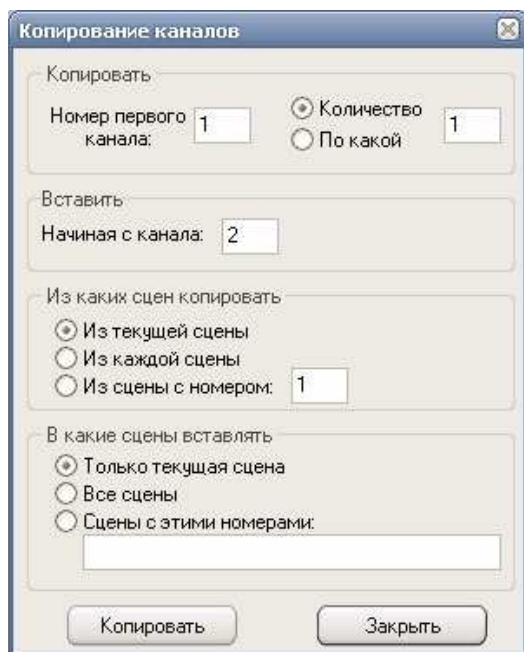 Копирование каналов
Копировать
Номер первого канала: 1
Количество
По какой
1
Вставить
Начиная с канала: 2
Из каких сцен копировать
Из текущей сцены
Из каждой сцены
Из сцены с номером: 1
В какие сцены вставлять
Только текущая сцена
Все сцены
Сцены с этими номерами:
Копировать
Закрыть